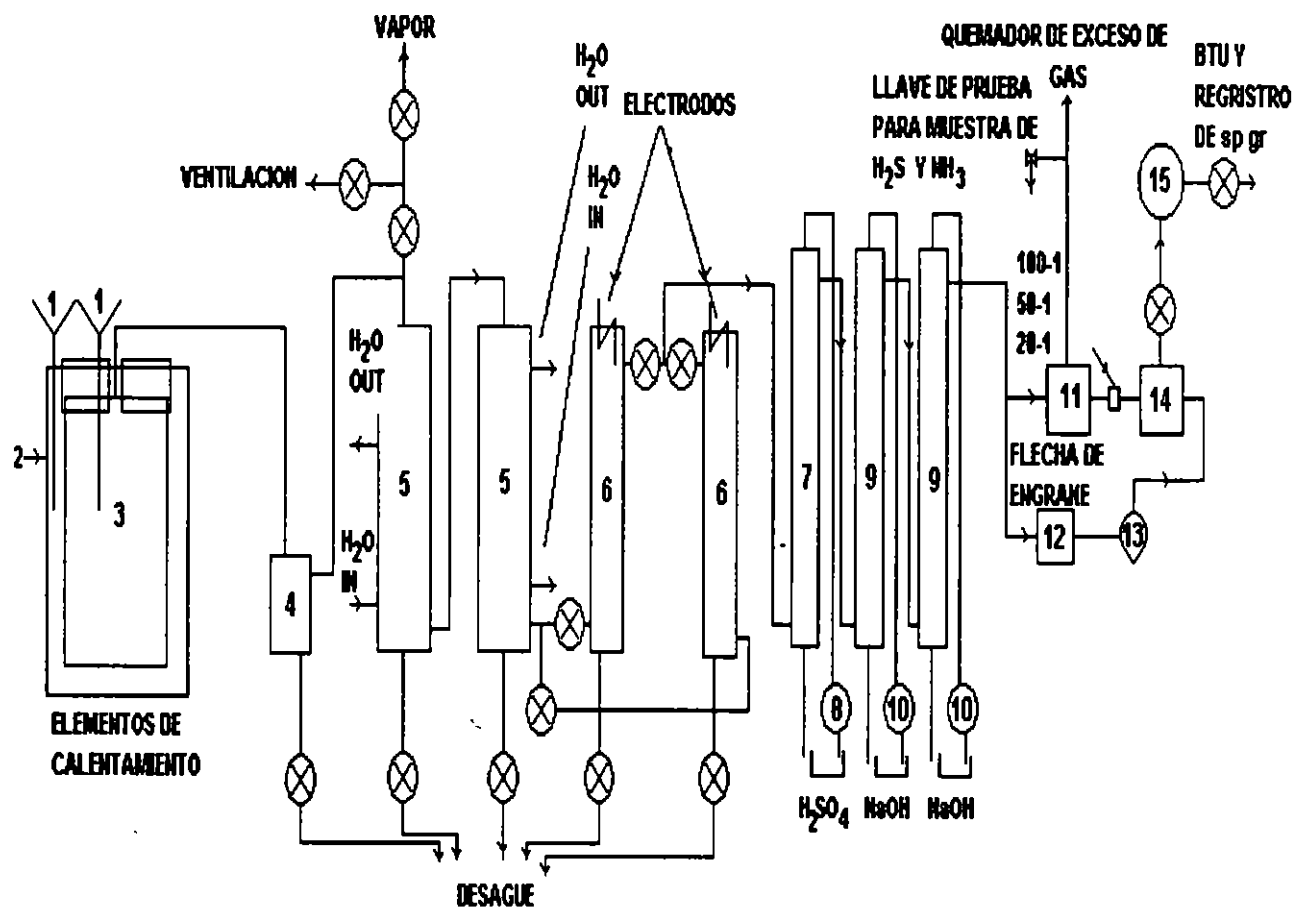 VAPOR
VENTILACION
H2O
OUT
H2O
IN
ELECTRODOS
QUEMADOR DE EXCESO DE
GAS
LLAVE DE PRUEBA
PARA MUESTRA DE
H2S Y NH3
BTU Y
REGRISTRO
DE sp gr
100-1
50-1
20-1
1 1
2
3
4
H2O
OUT
H2O
IN
5
5
6
6
7
9
9
8
10
10
11
FLECHA DE
ENGRANE
12
13
14
15
ELEMENTOS DE
CALENTAMIENTO
H2SO4
NaOH
NaOH
DESAGUE